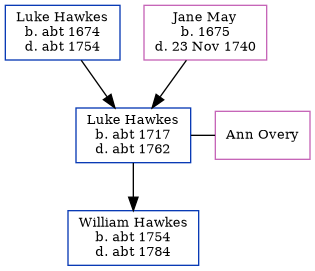 Luke Hawkes
b. abt 1674
d. abt 1754
Jane May
b. 1675
d. 23 Nov 1740
Luke Hawkes
b. abt 1717
d. abt 1762
Ann Overy
William Hawkes
b. abt 1754
d. abt 1784